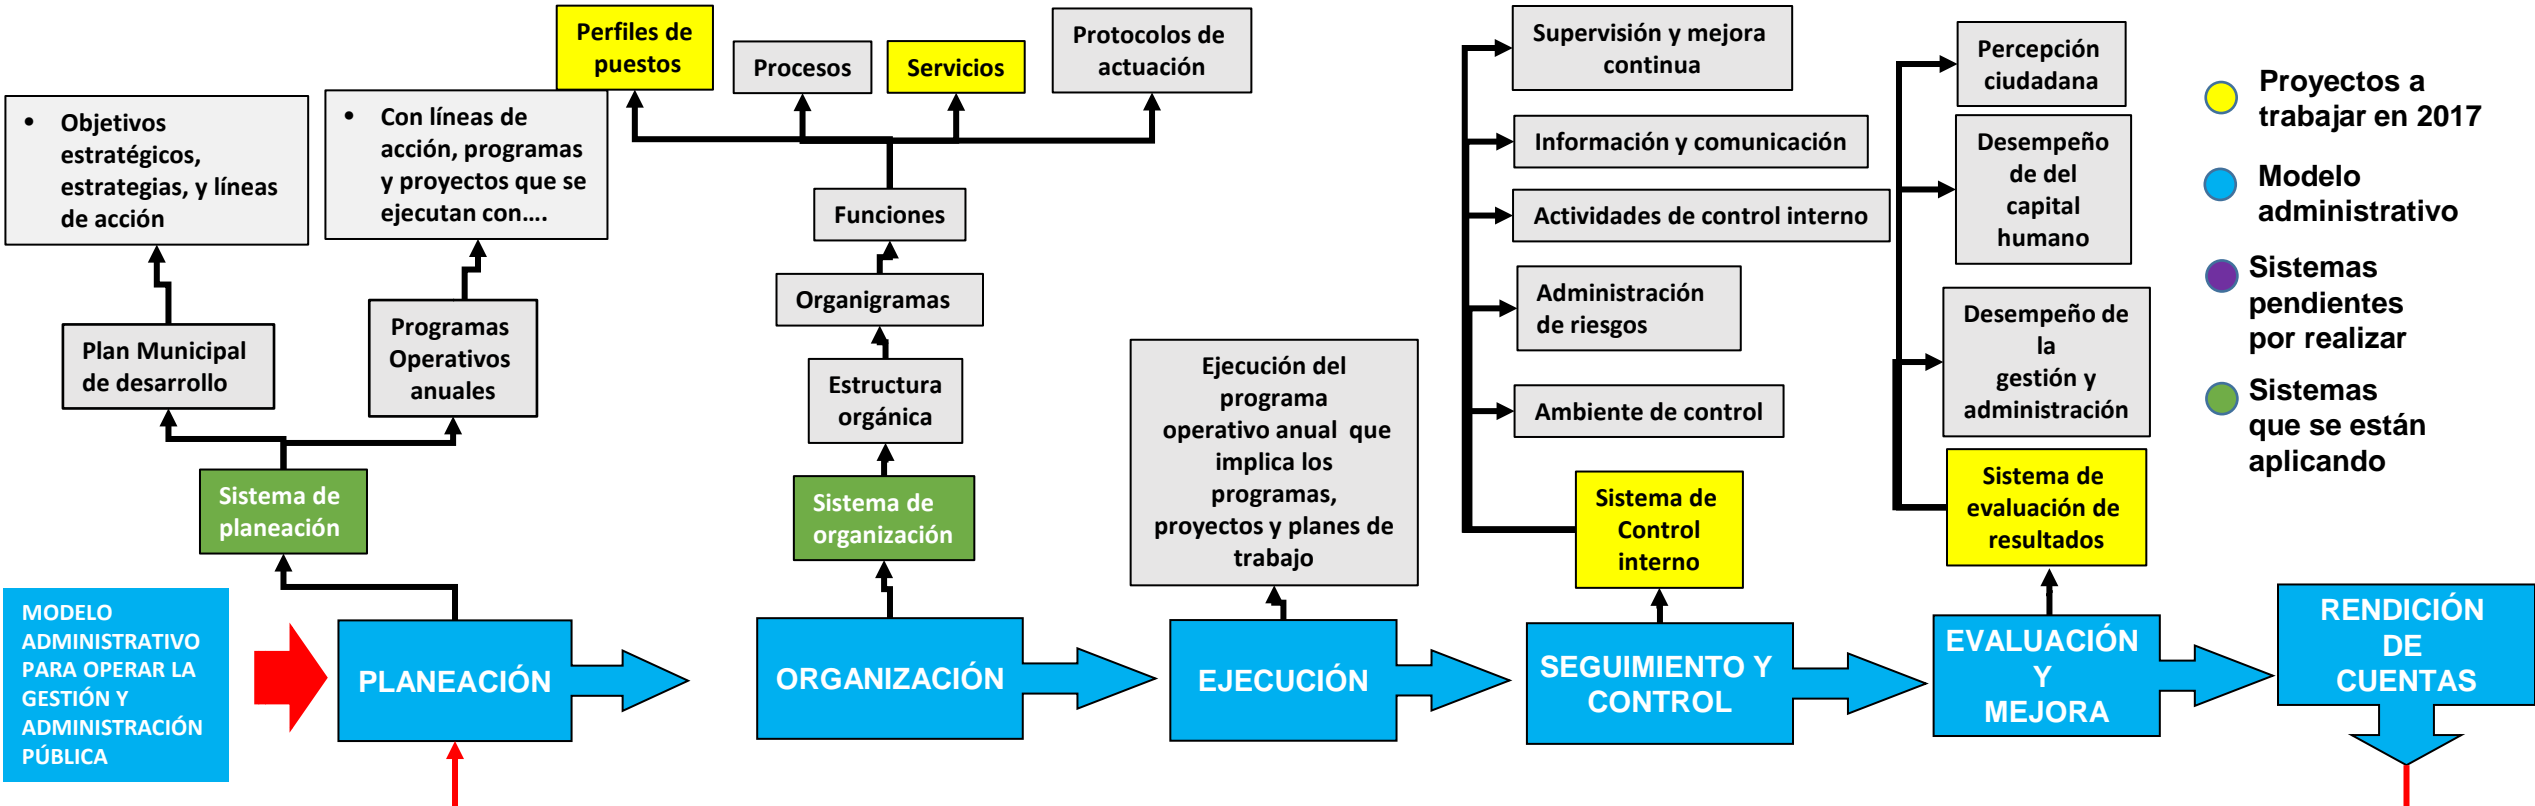 Perfiles de
puestos
Procesos
Servicios
Protocolos de
actuación
• Objetivos
estratégicos,
estrategias, y líneas
de acción
• Con líneas de
acción, programas
y proyectos que se
ejecutan con....
Funciones
Organigramas
Plan Municipal
de desarrollo
Programas
Operativos
anuales
Estructura
orgánica
Sistema de
planeación
Sistema de
organización
Ejecución del
programa
operativo anual que
implica los
programas,
proyectos y planes de
trabajo
Supervisión y mejora
continua
Información y comunicación
Actividades de control interno
Administración
de riesgos
Ambiente de control
Sistema de
Control
interno
Percepción
ciudadana
Desempeño
de del
capital
humano
Desempeño de
la
gestión y
administración
Sistema de
evaluación de
resultados
Proyectos a
trabajar en 2017
Modelo
administrativo
Sistemas
pendientes
por realizar
Sistemas
que se están
aplicando
MODELO
ADMINISTRATIVO
PARA OPERAR LA
GESTIÓN Y
ADMINISTRACIÓN
PÚBLICA
PLANEACIÓN
ORGANIZACIÓN
EJECUCIÓN
SEGUIMIENTO Y
CONTROL
EVALUACIÓN
Y
MEJORA
RENDICIÓN
DE
CUENTAS